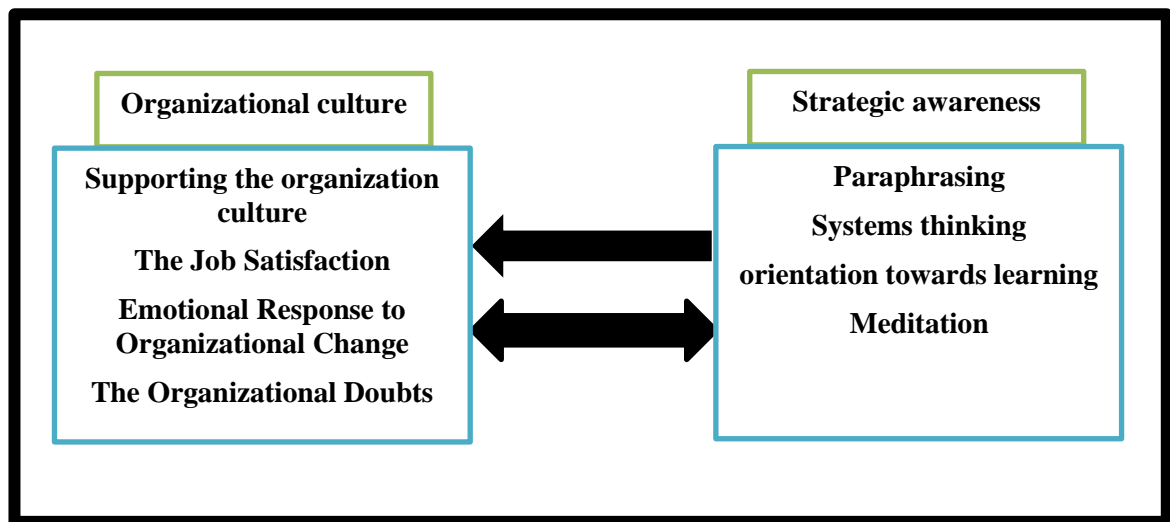 Organizational culture
Supporting the organization
culture
The Job Satisfaction
Emotional Response to
Organizational Change
The Organizational Doubts
Strategic awareness
Paraphrasing
Systems thinking
orientation towards learning
Meditation